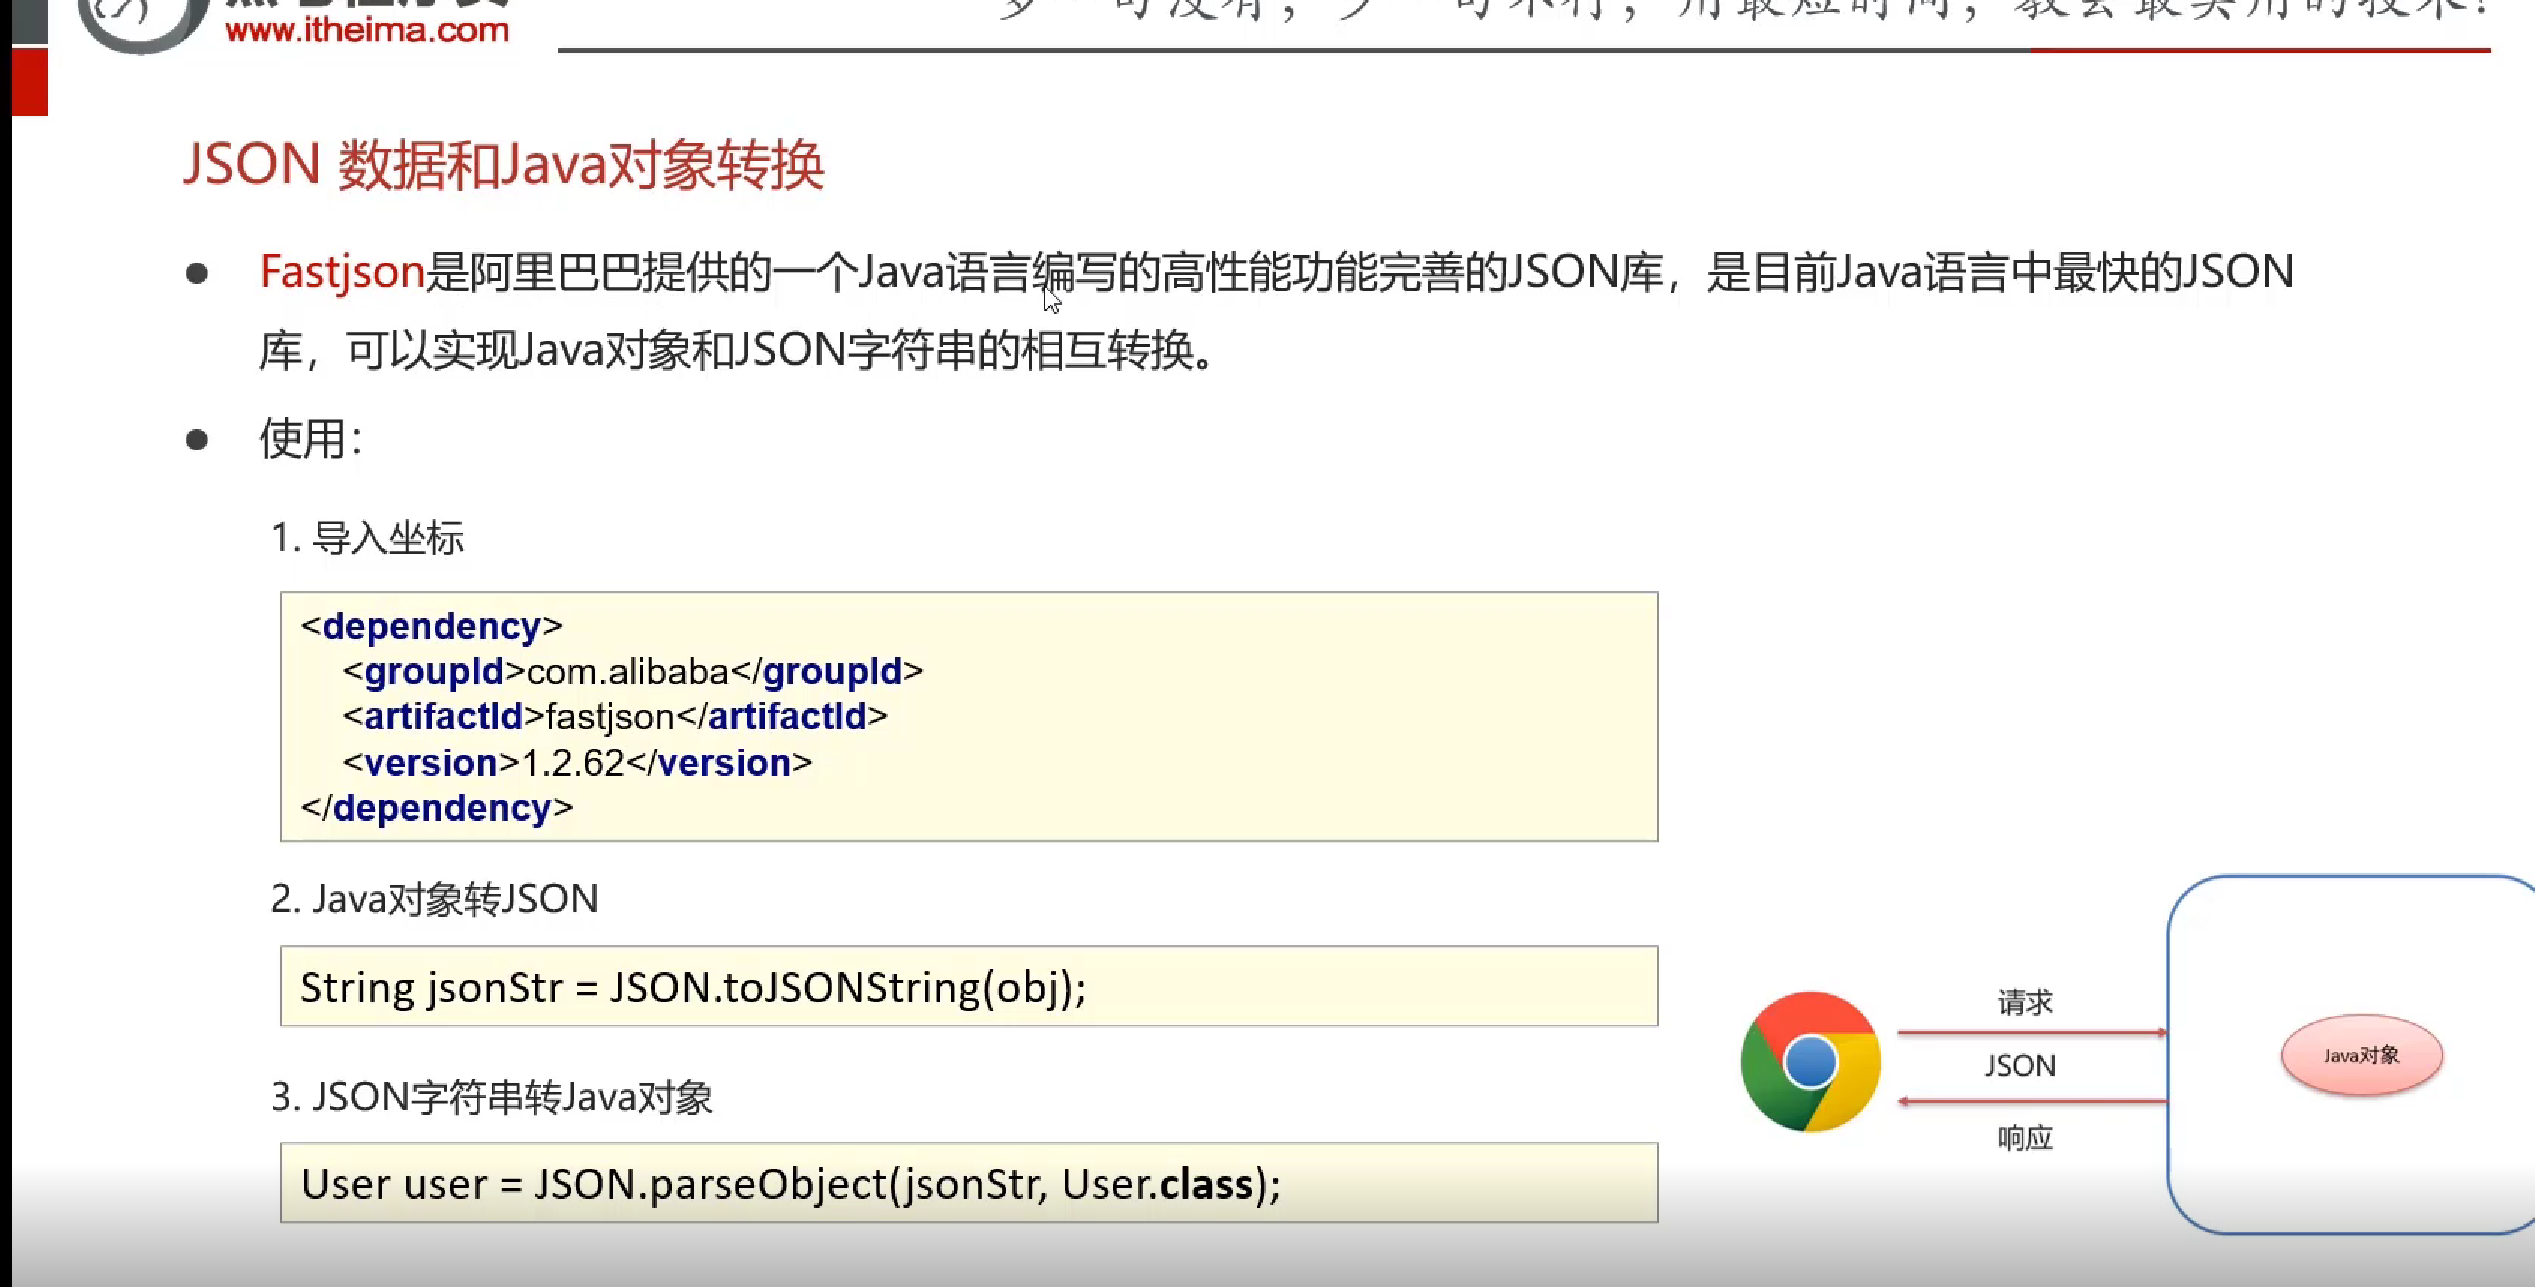 www.itheima.com
JSON 数据和Java对象转换
● Fastjson是阿里巴巴提供的一个Java语言编写的高性能功能完善的JSON库，是目前Java语言中最快的JSON
库，可以实现Java对象和JSON字符串的相互转换。
● 使用：
1. 导入坐标
<dependency>
<groupId>com.alibaba</groupId>
<artifactId>fastjson</artifactId>
<version>1.2.62</version>
</dependency>
2. Java对象转JSON
String jsonStr = JSON.toJSONString(obj);
3. JSON字符串转Java对象
User user = JSON.parseObject(jsonStr, User.class);
请求
JSON
响应
Java对象